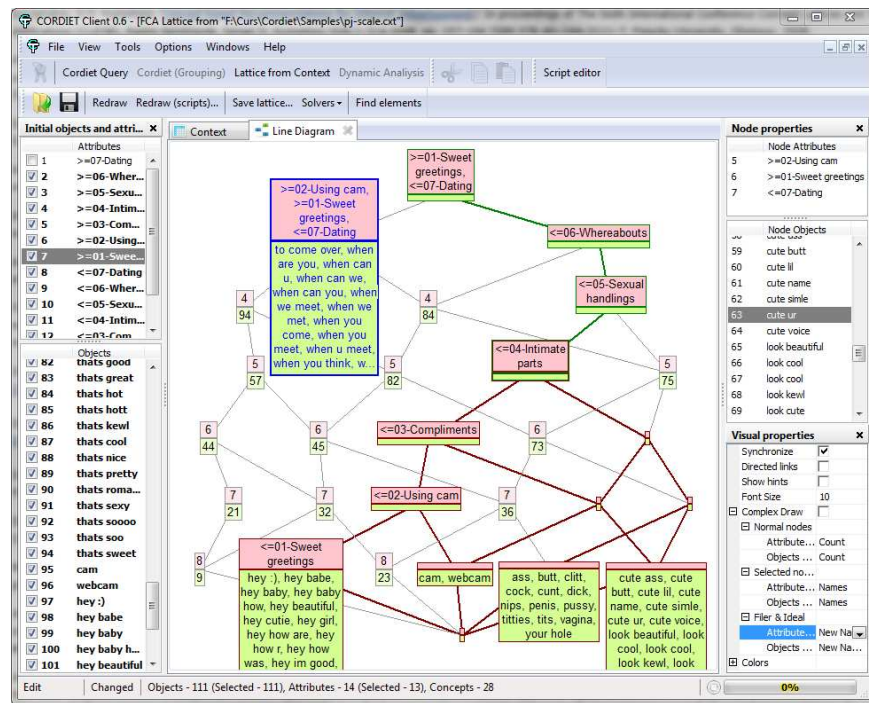 CORDIET Client 0.6 - [FCA Lattice from "F:\Curs\Cordiet\Samples\pj-scale.cxt"]
File View Tools Options Windows Help
Cordiet Query Cordiet (Grouping) Lattice from Context Dynamic Analiysis Script editor
Redraw Redraw (scripts)... Save lattice... Solvers Find elements
Initial objects and attri...
Attributes
1 >=07-Dating
2 >=06-Wher...
3 >=05-Sexu...
4 >=04-Intim...
5 >=03-Com...
6 >=02-Using...
7 >=01-Swee...
8 <=07-Dating
9 <=06-Wher...
10 <=05-Sexu...
11 <=04-Intim...
12 <=03-Com
Objects
82 thats good
83 thats great
84 thats hot
85 thats hott
86 thats kewl
87 thats cool
88 thats nice
89 thats pretty
90 thats roma...
91 thats sexy
92 thats soooo
93 thats soo
94 thats sweet
95 cam
96 webcam
97 hey :)
98 hey babe
99 hey baby
100 hey baby h...
101 hey beautiful
Context Line Diagram
>=01-Sweet
greetings,
<=07-Dating
>=02-Using cam,
>=01-Sweet
greetings,
<=07-Dating
to come over, when
are you, when can
u, when can we,
when can you, when
we meet, when we
met, when you
come, when you
meet, when u meet,
when you think, w...
<=06-Whereabouts
<=05-Sexual
handlings
4
94
4
84
<=04-Intimate
parts
5
57
5
82
5
75
6
44
6
45
<=03-Compliments
6
73
7
21
7
32
<=02-Using cam
7
36
8
9
<=01-Sweet
greetings
hey :), hey babe,
hey baby, hey baby
how, hey beautiful,
hey cutie, hey girl,
hey how are, hey
how r, hey how
was, hey im good,
8
23
cam, webcam
ass, butt, clitt,
cock, cunt, dick,
nips, penis, pussy,
titties, tits, vagina,
your hole
cute ass, cute
butt, cute lil, cute
name, cute simle,
cute ur, cute voice,
look beautiful, look
cool, look cool,
look kewl, look
Node properties
Node Attributes
5 >=02-Using cam
6 >=01-Sweet greetings
7 <=07-Dating
Node Objects
59 cute butt
60 cute lil
61 cute name
62 cute simle
63 cute ur
64 cute voice
65 look beautiful
66 look cool
67 look cool
68 look kewl
69 look cute
Visual properties
Synchronize
Directed links
Show hints
Font Size 10
Complex Draw
Normal nodes
Attribute... Count
Objects ... Count
Selected no...
Attribute... Names
Objects ... Names
Filer & Ideal
Attribute... New Na
Objects ... New Na...
Colors
Edit Changed Objects - 111 (Selected - 111), Attributes - 14 (Selected - 13), Concepts - 28 0%